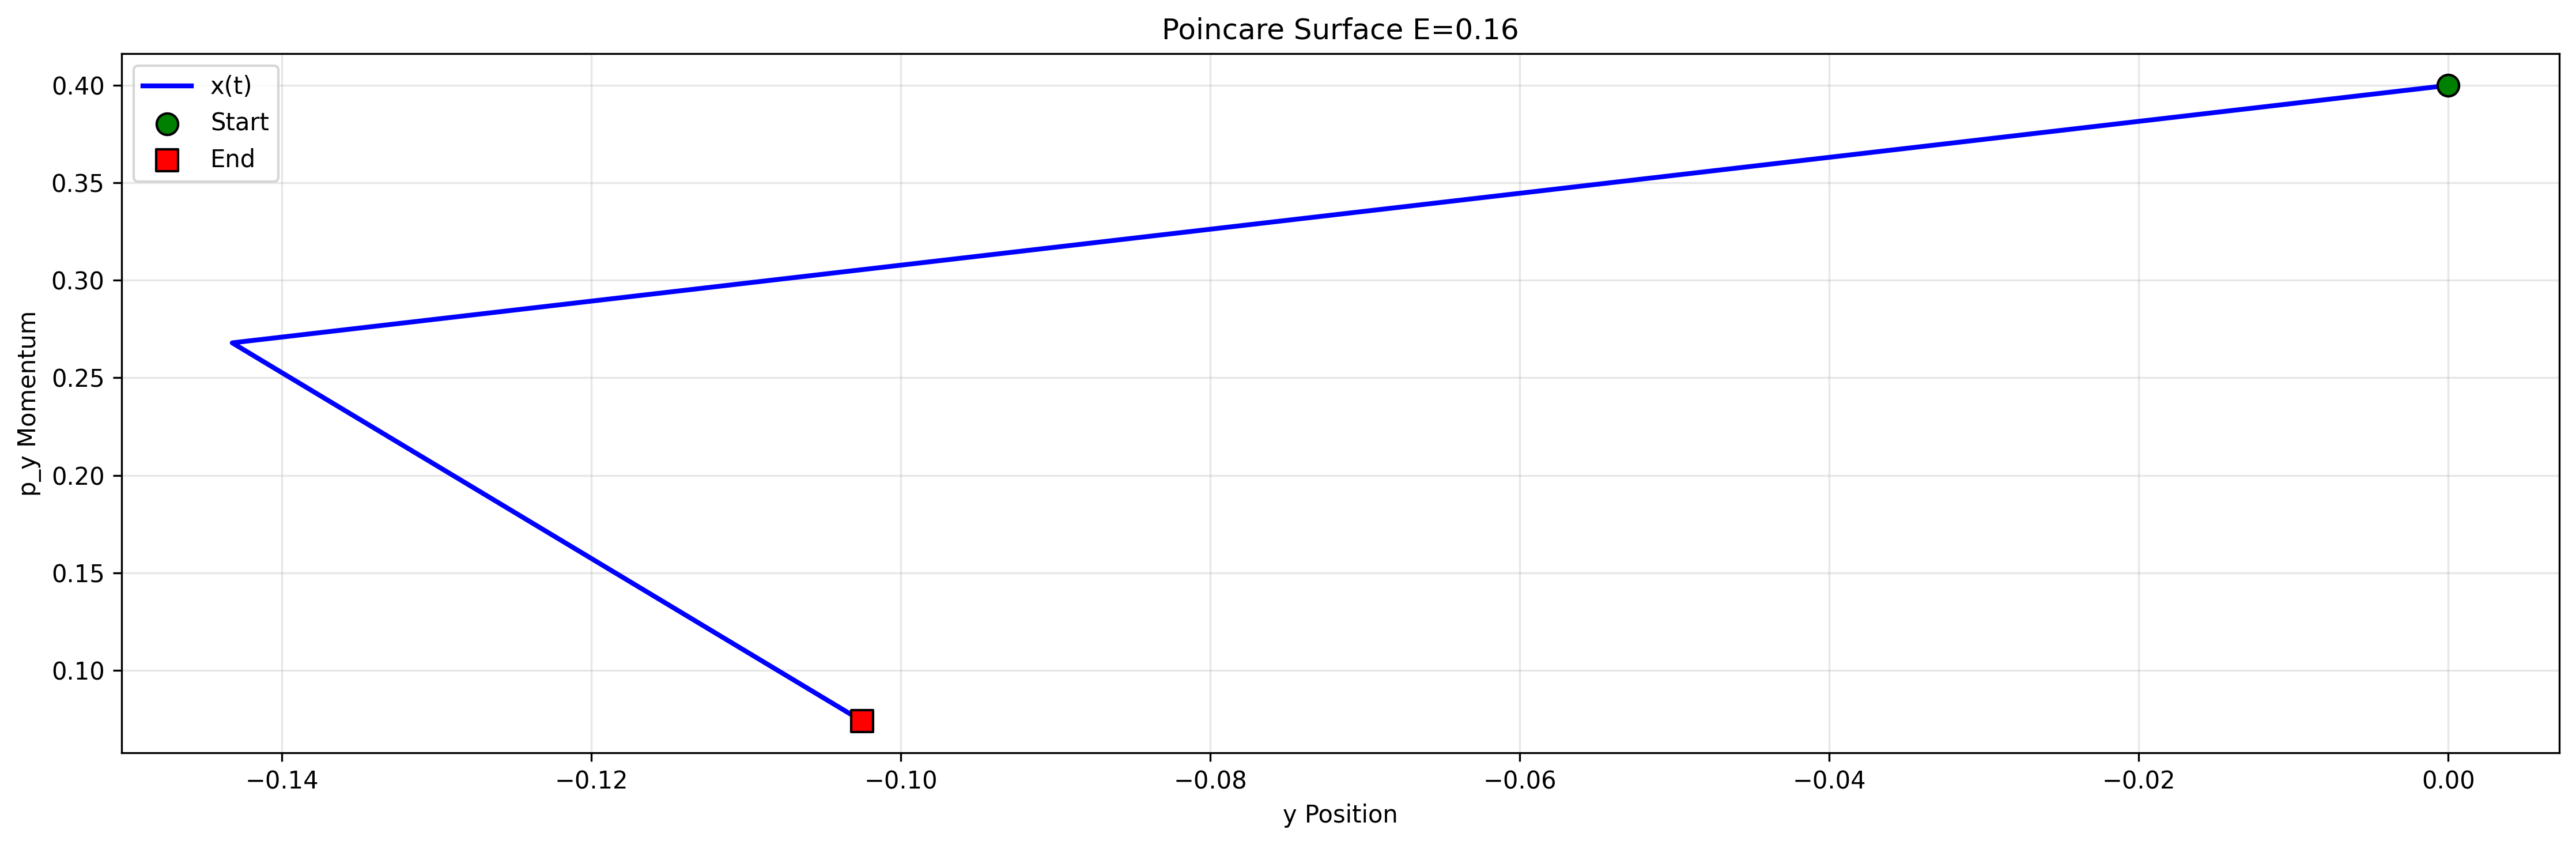 Poincare Surface E=0.16
x(t)
Start
End
p_y Momentum
0.40
0.35
0.30
0.25
0.20
0.15
0.10
−0.14 −0.12 −0.10 −0.08 −0.06 −0.04 −0.02 0.00
y Position